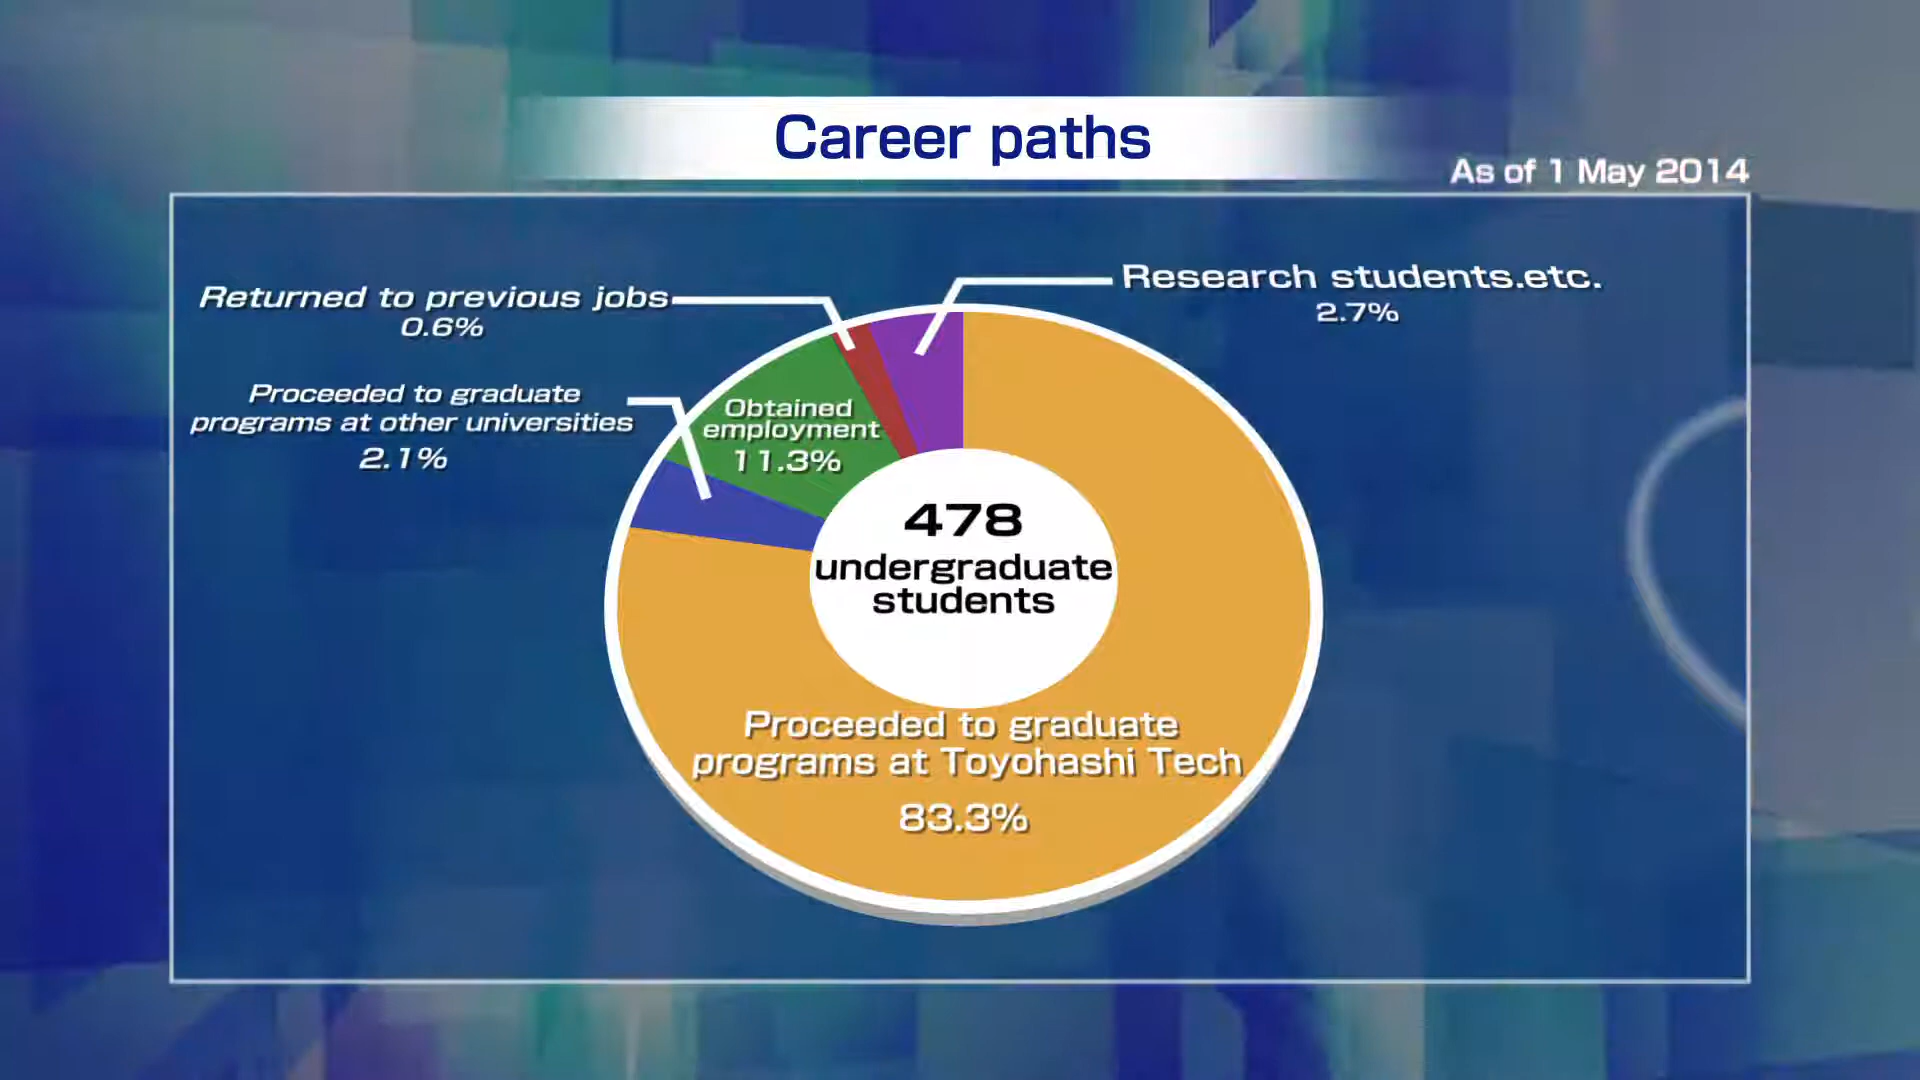 Career paths
As of 1 May 2014
Returned to previous jobs
0.6%
Research students.etc.
2.7%
Proceeded to graduate
programs at other universities
2.1%
Obtained
employment
11.3%
478
undergraduate
students
Proceeded to graduate
programs at Toyohashi Tech
83.3%